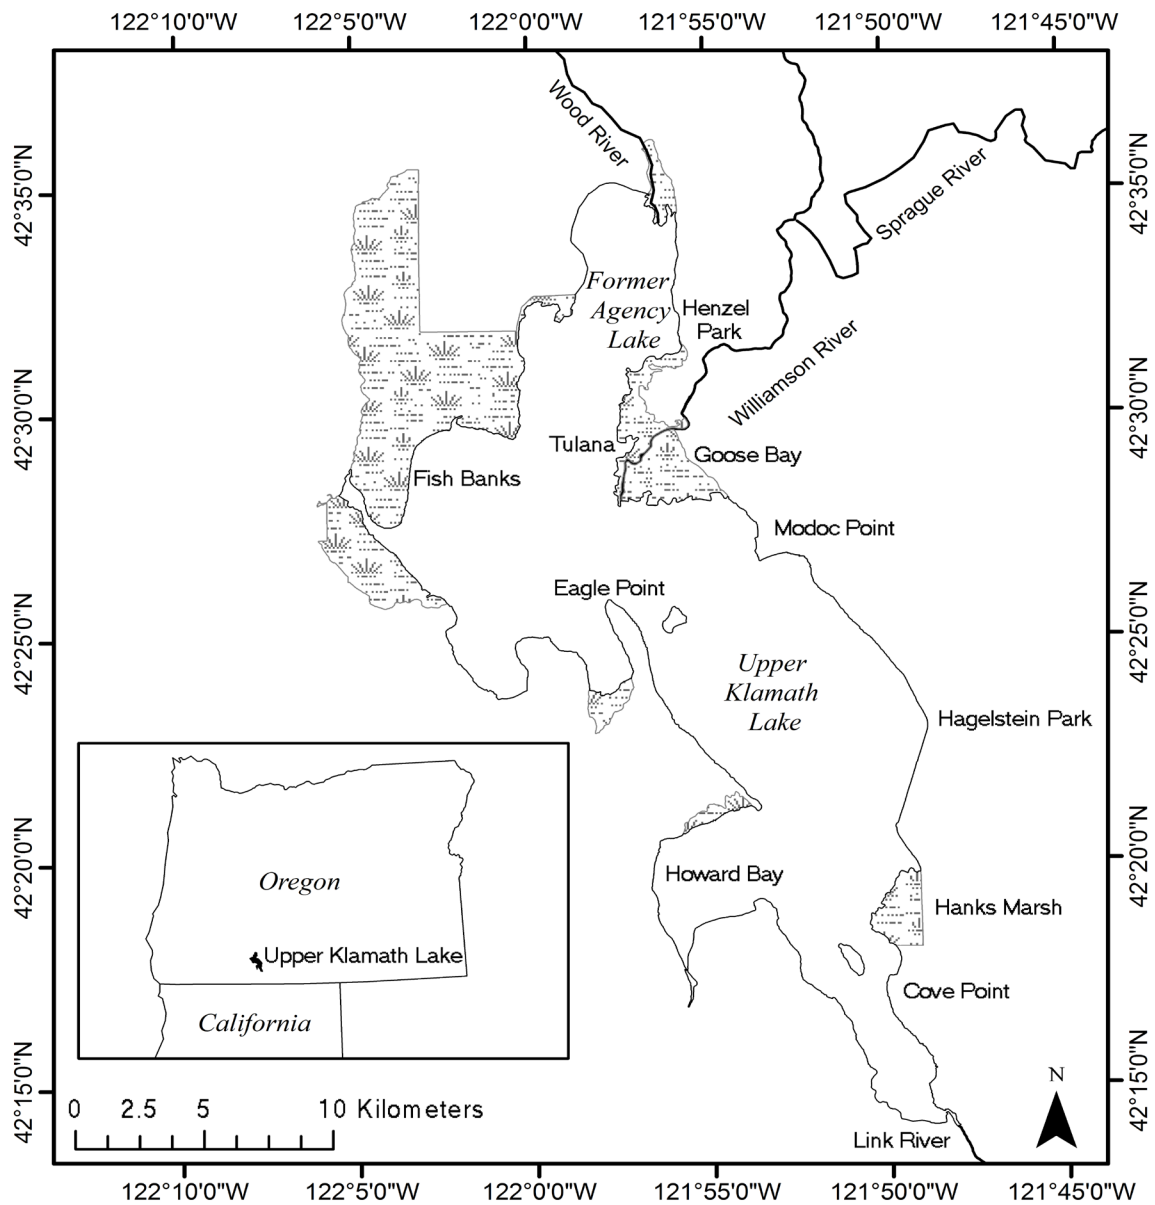 122°10'0"W 122°5'0"W 122°0'0"W 121°55'0"W 121°50'0"W 121°45'0"W
Wood River
42°35'0"N
42°35'0"N
Sprague River
Former
Agency
Lake
Henzel
Park
Williamson River
42°30'0"N
42°30'0"N
Tulana
Goose Bay
Fish Banks
Modoc Point
Eagle Point
42°25'0"N
42°25'0"N
Upper
Klamath
Lake
Hagelstein Park
42°20'0"N
42°20'0"N
Howard Bay
Hanks Marsh
Oregon
Upper Klamath Lake
California
Cove Point
42°15'0"N
42°15'0"N
N
0 2.5 5 10 Kilometers
Link River
122°10'0"W 122°5'0"W 122°0'0"W 121°55'0"W 121°50'0"W 121°45'0"W